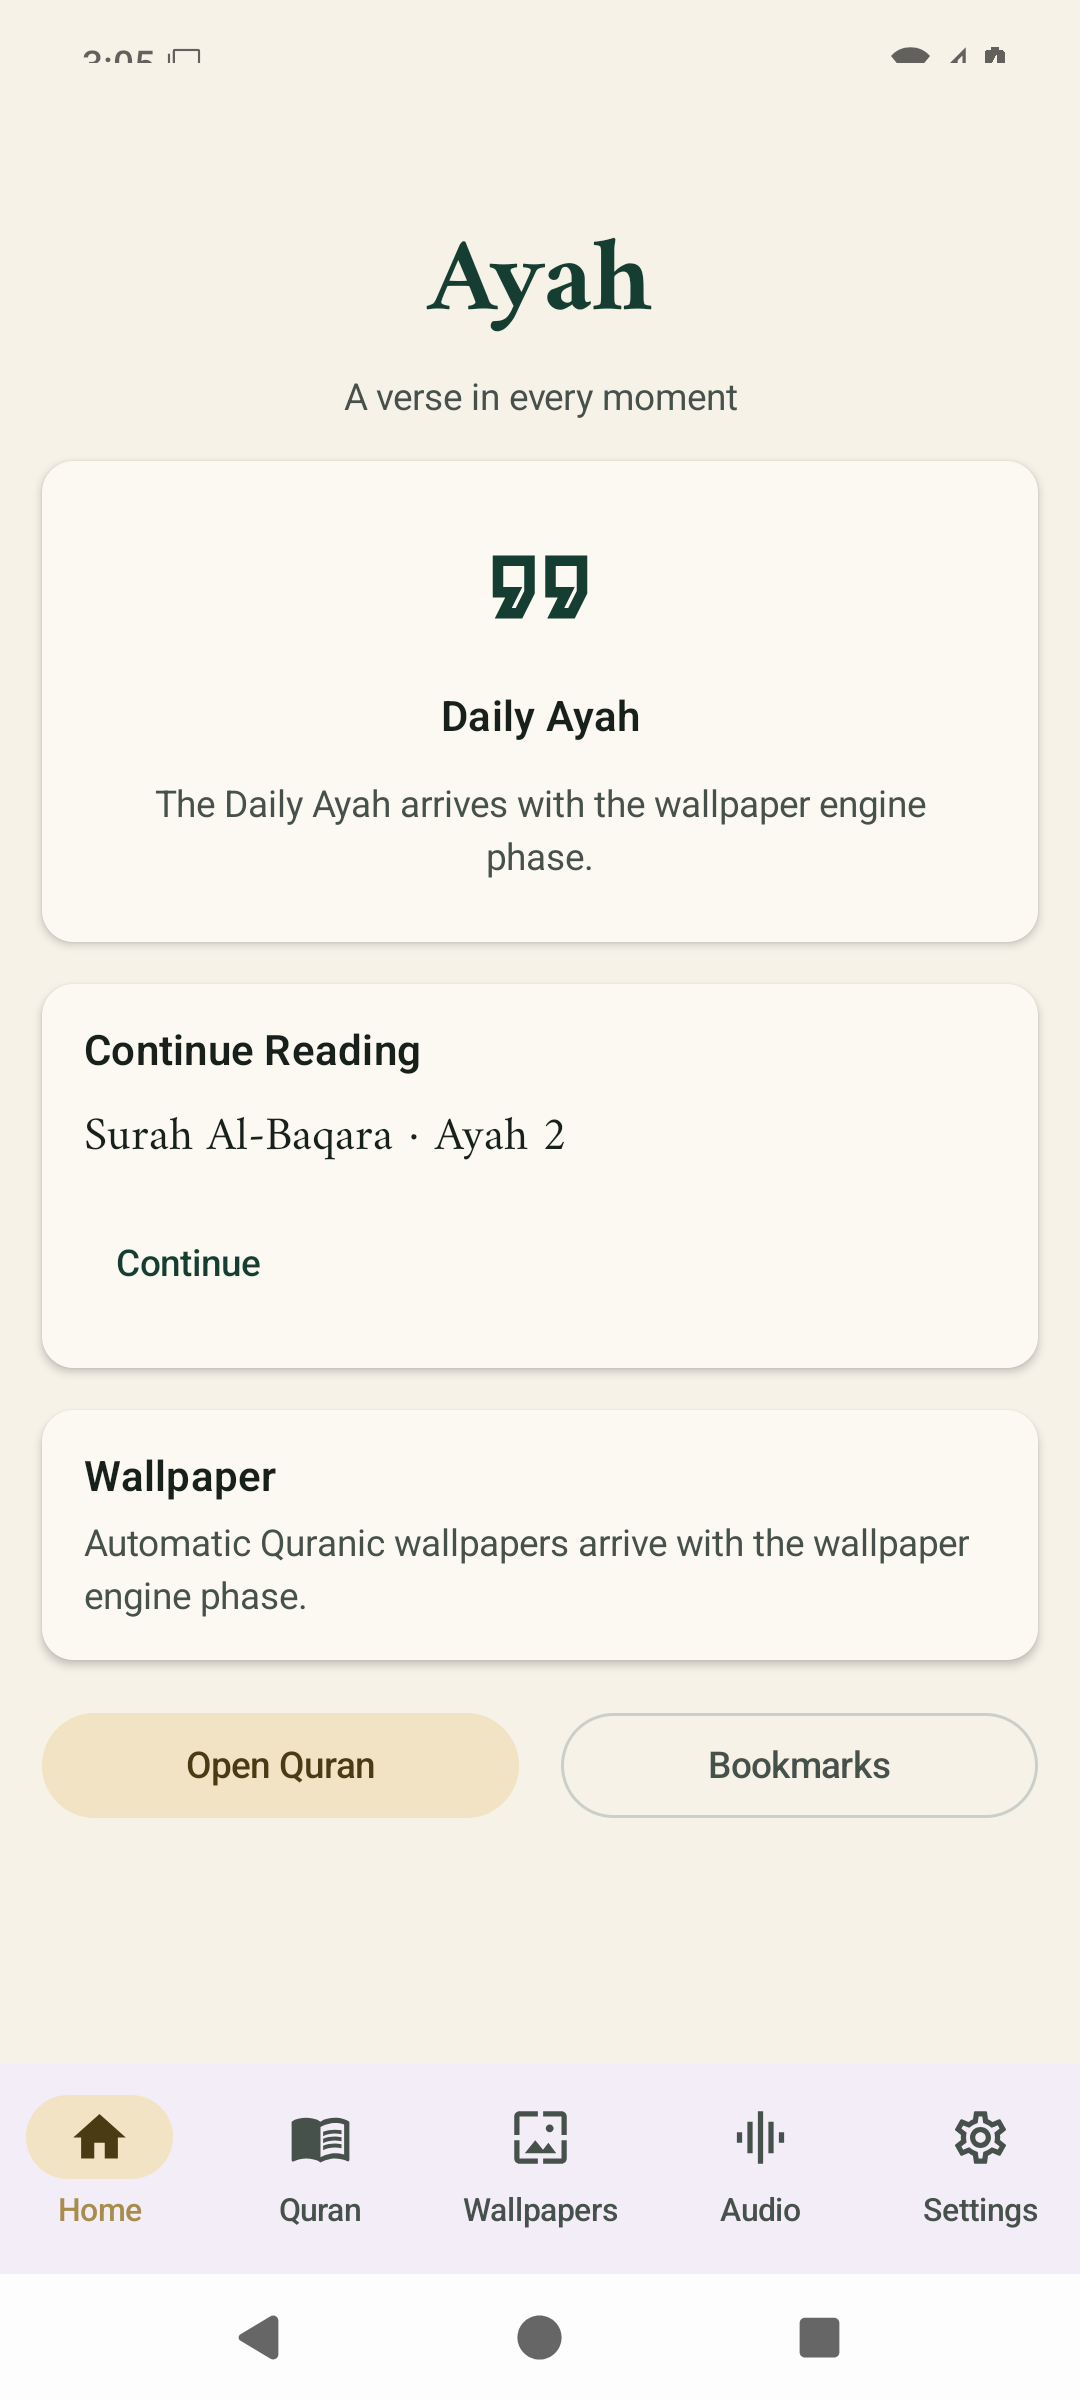 3:05
Ayah
A verse in every moment
Daily Ayah
The Daily Ayah arrives with the wallpaper engine
phase.
Continue Reading
Surah Al-Baqara · Ayah 2
Continue
Wallpaper
Automatic Quranic wallpapers arrive with the wallpaper
engine phase.
Open Quran
Bookmarks
Home
Quran
Wallpapers
Audio
Settings